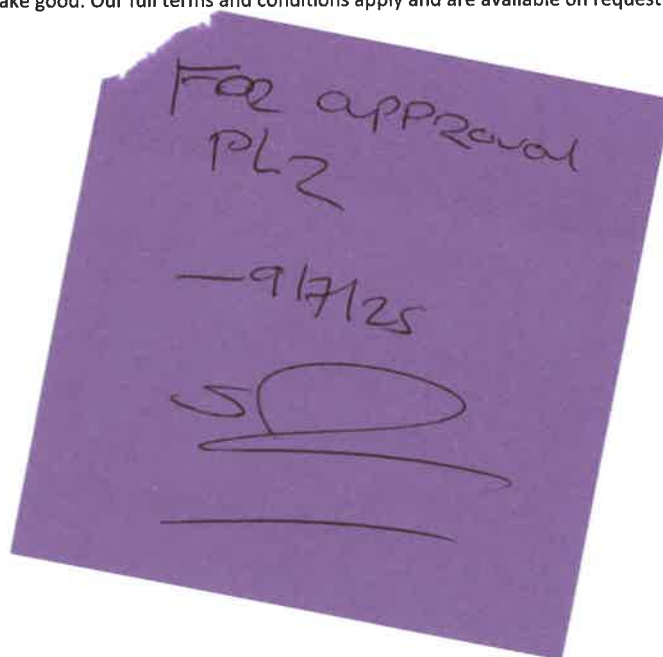 ake good. Our full terms and conditions apply and are available on request
For approval
PLZ
—9/7/25